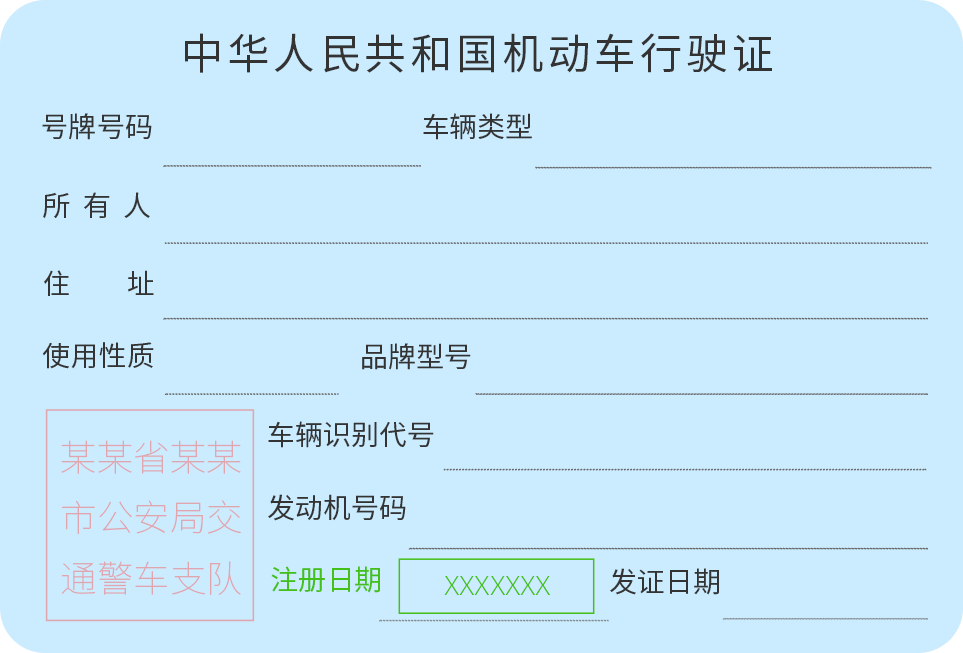 中华人民共和国机动车行驶证
号牌号码 车辆类型
所 有 人
住 址
使用性质 品牌型号
车辆识别代号
发动机号码
注册日期 XXXXXXX 发证日期
某某省某某
市公安局交
通警车支队